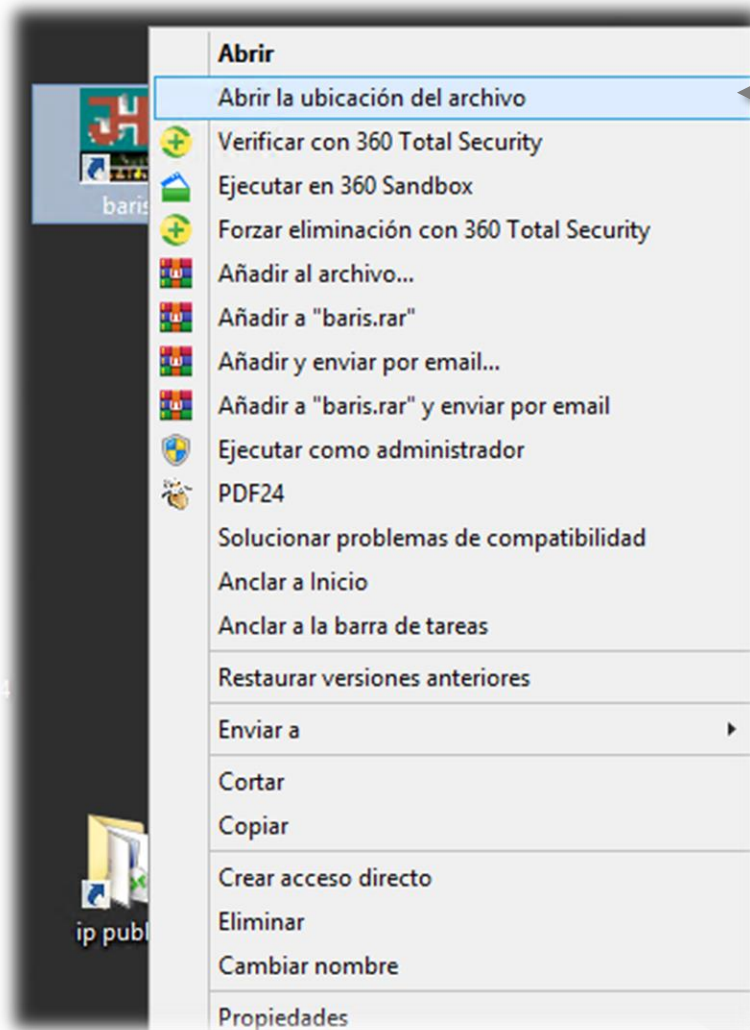 Abrir
Abrir la ubicación del archivo
Verificar con 360 Total Security
Ejecutar en 360 Sandbox
Forzar eliminación con 360 Total Security
Añadir al archivo...
Añadir a "baris.rar"
Añadir y enviar por email...
Añadir a "baris.rar" y enviar por email
Ejecutar como administrador
PDF24
Solucionar problemas de compatibilidad
Anclar a Inicio
Anclar a la barra de tareas
Restaurar versiones anteriores
Enviar a
Cortar
Copiar
Crear acceso directo
Eliminar
Cambiar nombre
Propiedades
baris
ip publ